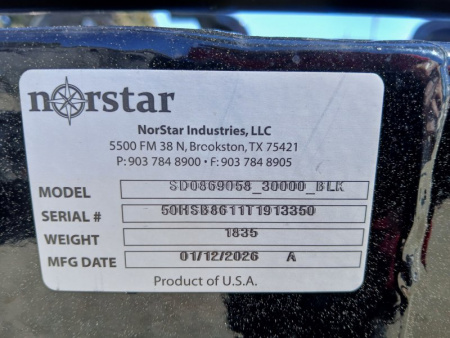 norstar
NorStar Industries, LLC
5500 FM 38 N, Brookston, TX 75421
P: 903 784 8900 • F: 903 784 8905
MODEL SD0869058_30000_BLK
SERIAL # 50HSB8611T1913350
WEIGHT 1835
MFG DATE 01/12/2026 A
Product of U.S.A.